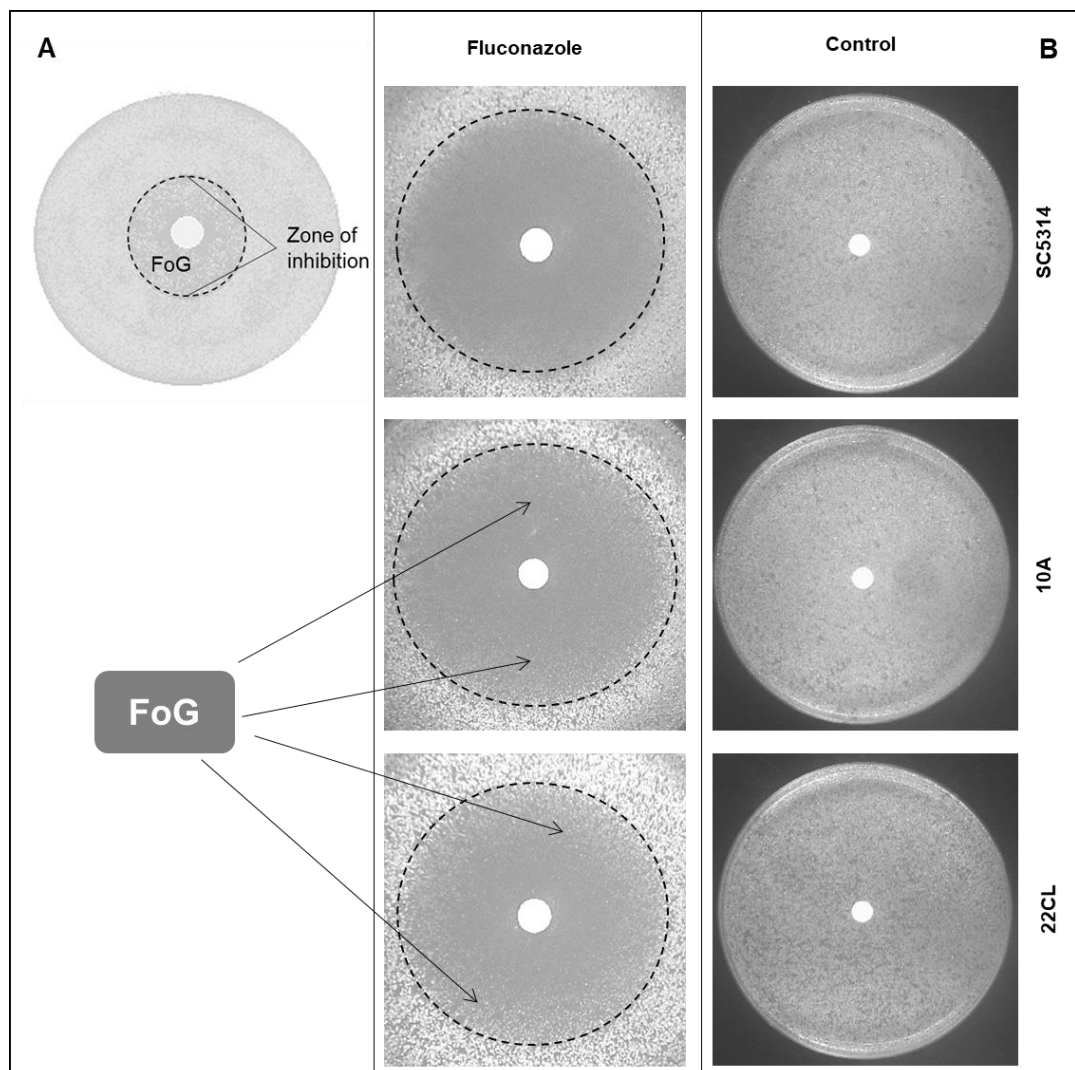 A
Fluconazole
Control
B
Zone of
inhibition
FoG
SC5314
10A
FoG
22CL